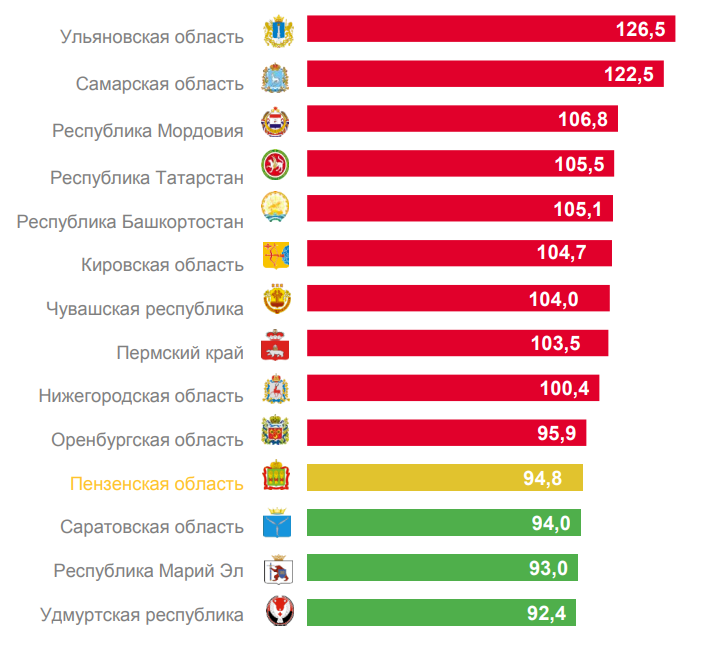 Ульяновская область 126,5
Самарская область 122,5
Республика Мордовия 106,8
Республика Татарстан 105,5
Республика Башкортостан 105,1
Кировская область 104,7
Чувашская республика 104,0
Пермский край 103,5
Нижегородская область 100,4
Оренбургская область 95,9
Пензенская область 94,8
Саратовская область 94,0
Республика Марий Эл 93,0
Удмуртская республика 92,4